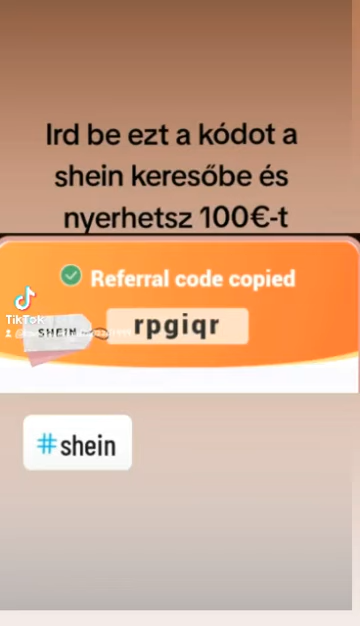 Ird be ezt a kódot a
shein keresőbe és
nyerhetsz 100€-t
Referral code copied
rpgiqr
TikTok
SHEIN
#shein